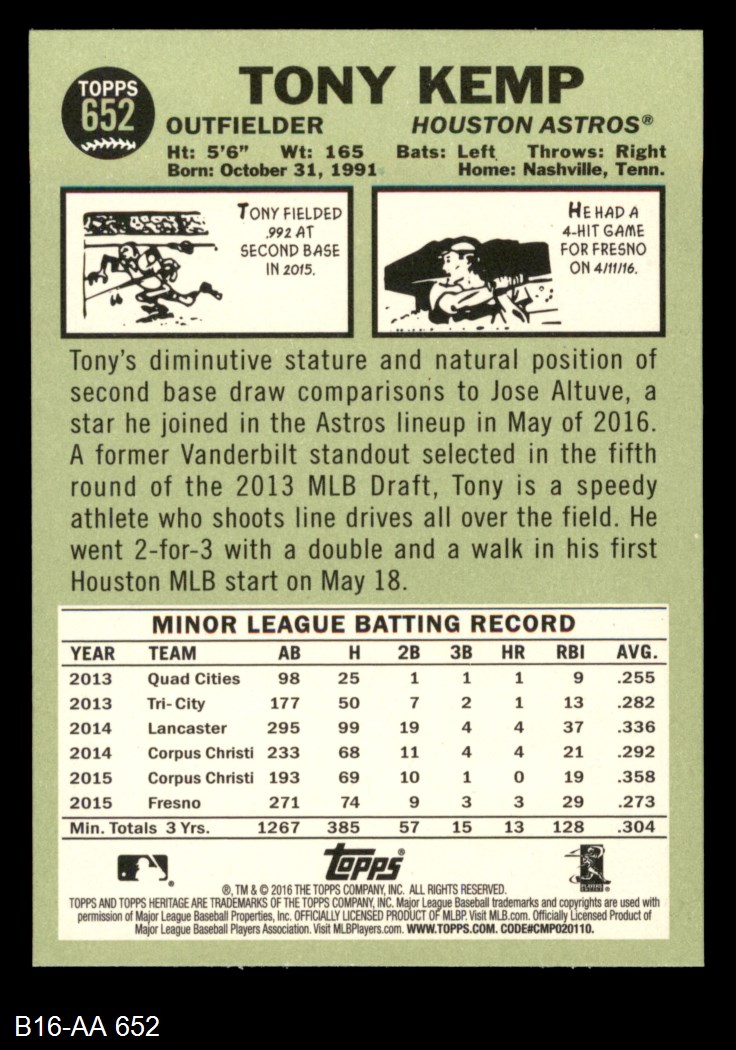 TOPPS
652
TONY KEMP
OUTFIELDER HOUSTON ASTROS®
Ht: 5'6" Wt: 165 Bats: Left Throws: Right
Born: October 31, 1991 Home: Nashville, Tenn.
TONY FIELDED
.992 AT
SECOND BASE
IN 2015.
HE HAD A
4-HIT GAME
FOR FRESNO
ON 4/11/16.
Tony's diminutive stature and natural position of
second base draw comparisons to Jose Altuve, a
star he joined in the Astros lineup in May of 2016.
A former Vanderbilt standout selected in the fifth
round of the 2013 MLB Draft, Tony is a speedy
athlete who shoots line drives all over the field. He
went 2-for-3 with a double and a walk in his first
Houston MLB start on May 18.
MINOR LEAGUE BATTING RECORD
YEAR TEAM AB H 2B 3B HR RBI AVG.
2013 Quad Cities 98 25 1 1 1 9 .255
2013 Tri-City 177 50 7 2 1 13 .282
2014 Lancaster 295 99 19 4 4 37 .336
2014 Corpus Christi 233 68 11 4 4 21 .292
2015 Corpus Christi 193 69 10 1 0 19 .358
2015 Fresno 271 74 9 3 3 29 .273
Min. Totals 3 Yrs. 1267 385 57 15 13 128 .304
Topps®
®, TM & © 2016 THE TOPPS COMPANY, INC. ALL RIGHTS RESERVED.
TOPPS AND TOPPS HERITAGE ARE TRADEMARKS OF THE TOPPS COMPANY, INC. Major League Baseball trademarks and copyrights are used with
permission of Major League Baseball Properties, Inc. OFFICIALLY LICENSED PRODUCT OF MLBP. Visit MLB.com. Officially Licensed Product of
Major League Baseball Players Association. Visit MLBPlayers.com. WWW.TOPPS.COM. CODE#CMP020110.
B16-AA 652